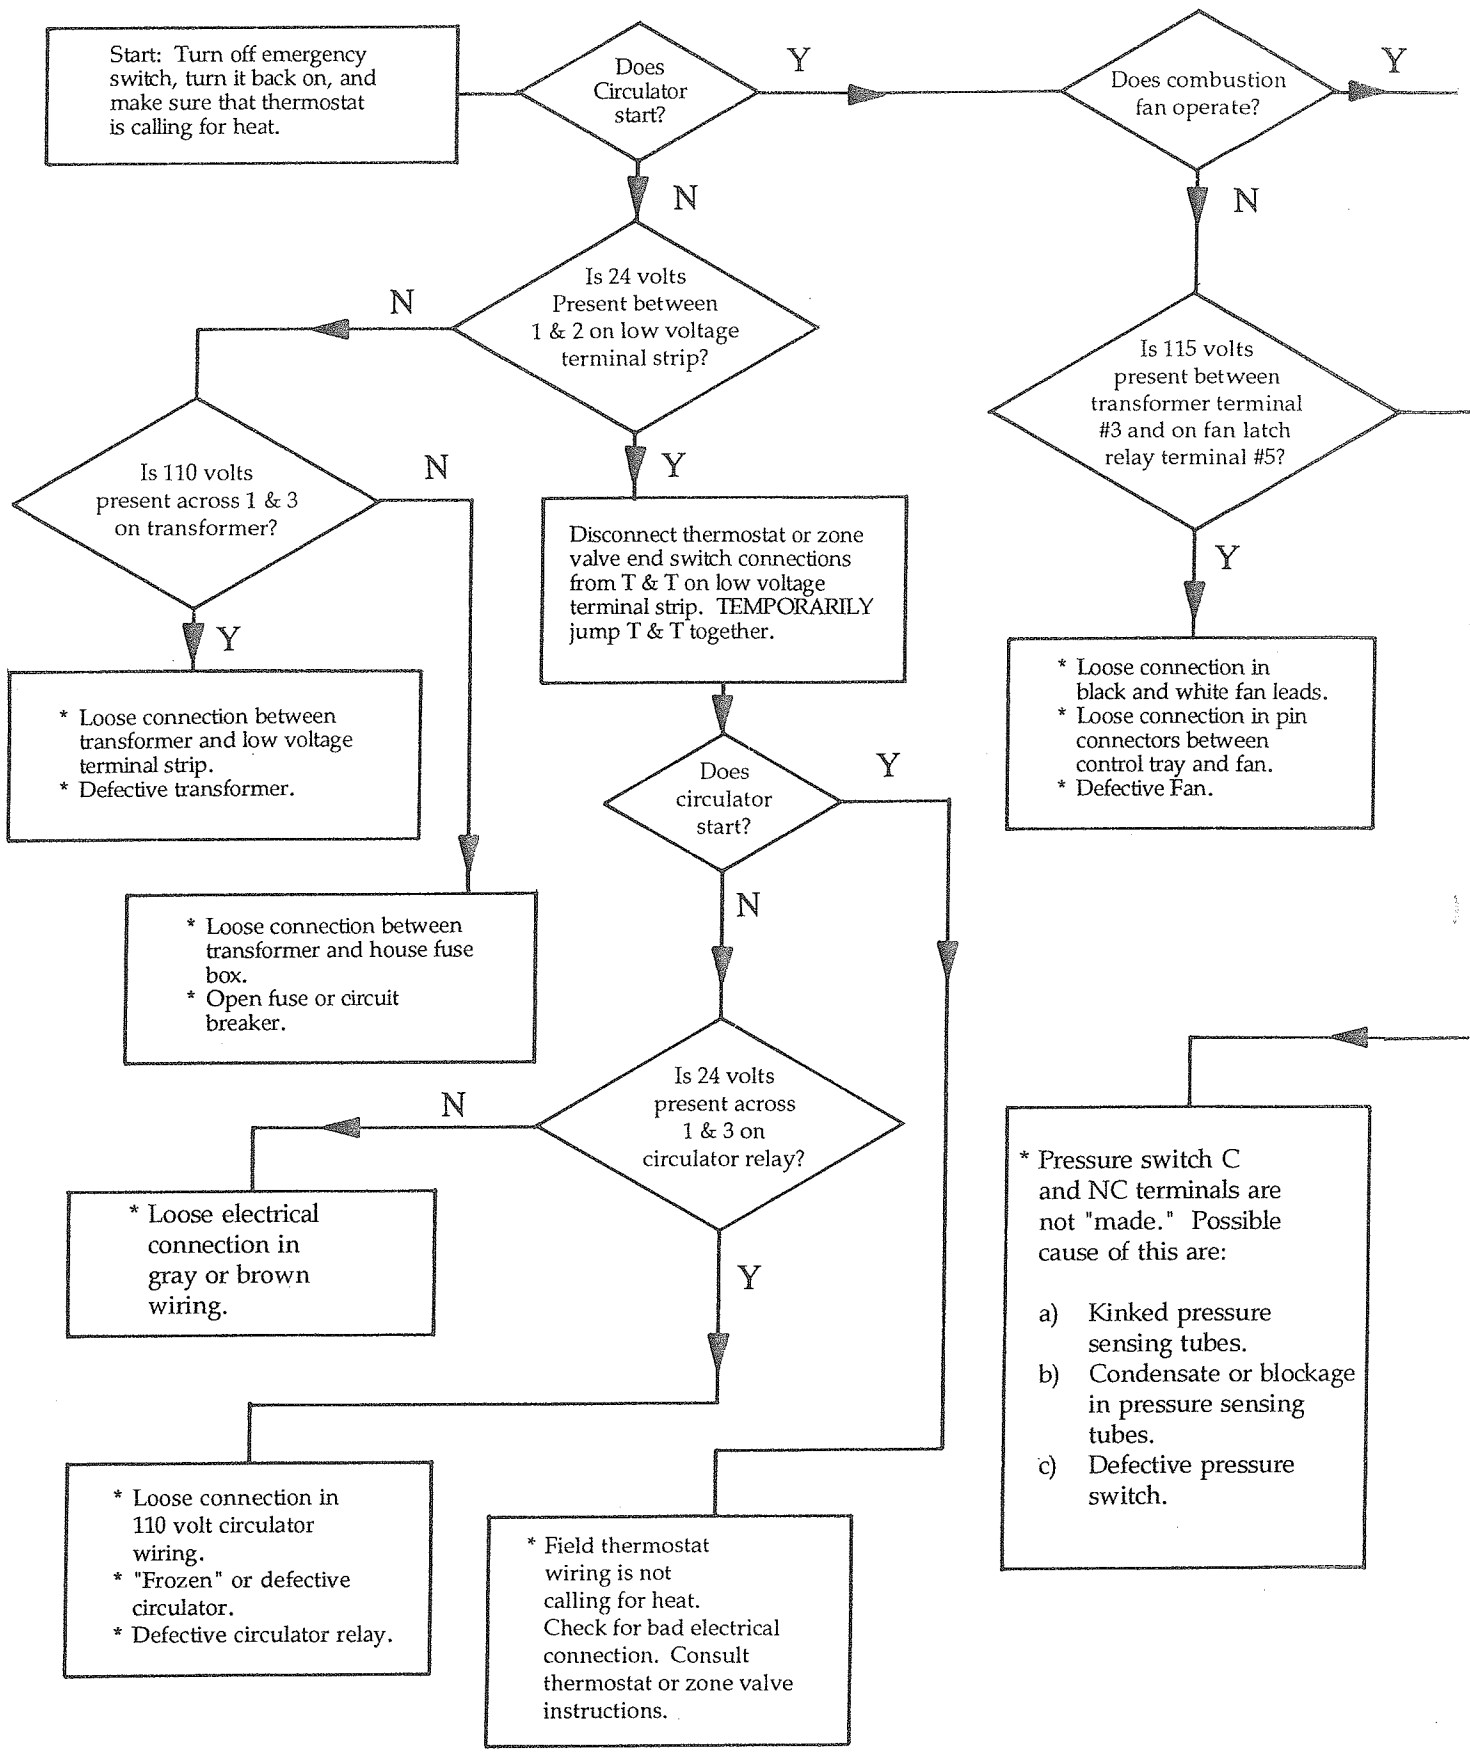 Start: Turn off emergency
switch, turn it back on, and
make sure that thermostat
is calling for heat.
Does
Circulator
start?
Y
Does combustion
fan operate?
Y
N
N
Is 24 volts
Present between
1 & 2 on low voltage
terminal strip?
N
Is 115 volts
present between
transformer terminal
#3 and on fan latch
relay terminal #5?
Is 110 volts
present across 1 & 3
on transformer?
N
Y
Y
Disconnect thermostat or zone
valve end switch connections
from T & T on low voltage
terminal strip. TEMPORARILY
jump T & T together.
Y
* Loose connection between
transformer and low voltage
terminal strip.
* Defective transformer.
* Loose connection in
black and white fan leads.
* Loose connection in pin
connectors between
control tray and fan.
* Defective Fan.
Does
circulator
start?
Y
N
* Loose connection between
transformer and house fuse
box.
* Open fuse or circuit
breaker.
Is 24 volts
present across
1 & 3 on
circulator relay?
N
* Loose electrical
connection in
gray or brown
wiring.
Y
* Pressure switch C
and NC terminals are
not "made." Possible
cause of this are:
a) Kinked pressure
sensing tubes.
b) Condensate or blockage
in pressure sensing
tubes.
c) Defective pressure
switch.
* Loose connection in
110 volt circulator
wiring.
* "Frozen" or defective
circulator.
* Defective circulator relay.
* Field thermostat
wiring is not
calling for heat.
Check for bad electrical
connection. Consult
thermostat or zone valve
instructions.